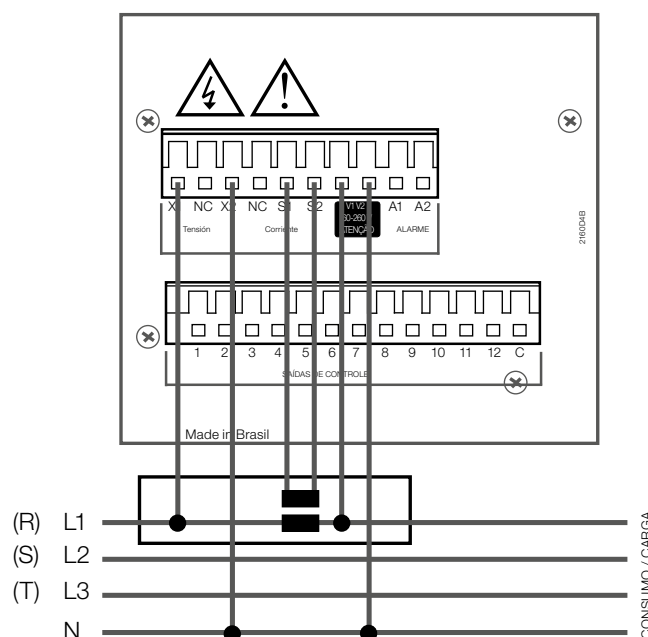 X1 NC X2 NC S1 S2 V1 V2 A1 A2
60-260 V
Tensión Corriente ATENÇÃO ALARME
2160D4B
1 2 3 4 5 6 7 8 9 10 11 12 C
SAÍDAS DE CONTROLE
Made in Brasil
(R) L1
(S) L2
(T) L3
N
CONSUMO / CARGA